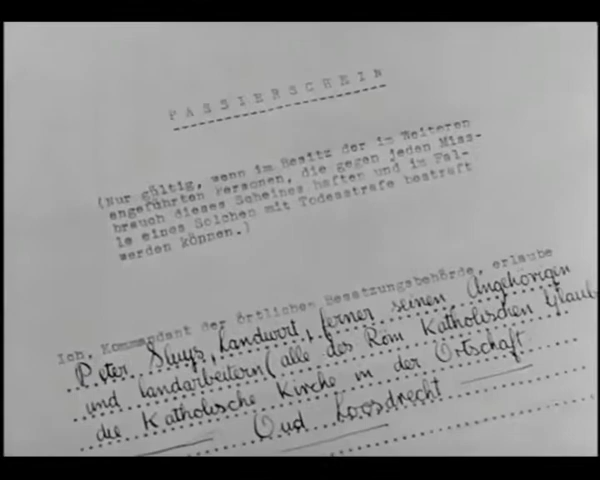 PASSIERSCHEIN
(Nur gültig, wenn im Besitz der im Weiteren
angeführten Personen, die gegen jeden Miss-
brauch dieses Scheines haften und im Fal-
le eines Solchen mit Todesstrafe bestraft
werden können.)
Ich, Kommandant der örtlichen Besatzungsbehörde, erlaube
Peter Sluys, Landwirt, ferner seinen Angehörigen
und landarbeitern (alle des Röm Katholischen Glaub
die Katholische Kirche in der Ortschaft
Oud Loosdrecht